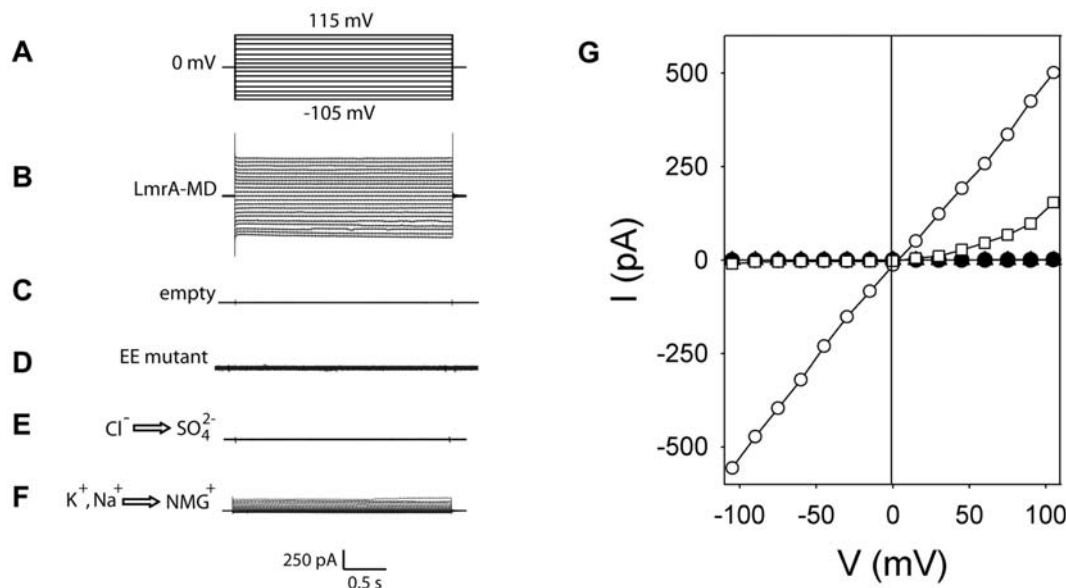 A
115 mV
0 mV
-105 mV
B
LmrA-MD
C
empty
D
EE mutant
E
Cl⁻ ⇒ SO₄²⁻
F
K⁺, Na⁺ ⇒ NMG⁺
250 pA
0.5 s
G
I (pA)
500
250
0
-250
-500
-100 -50 0 50 100
V (mV)